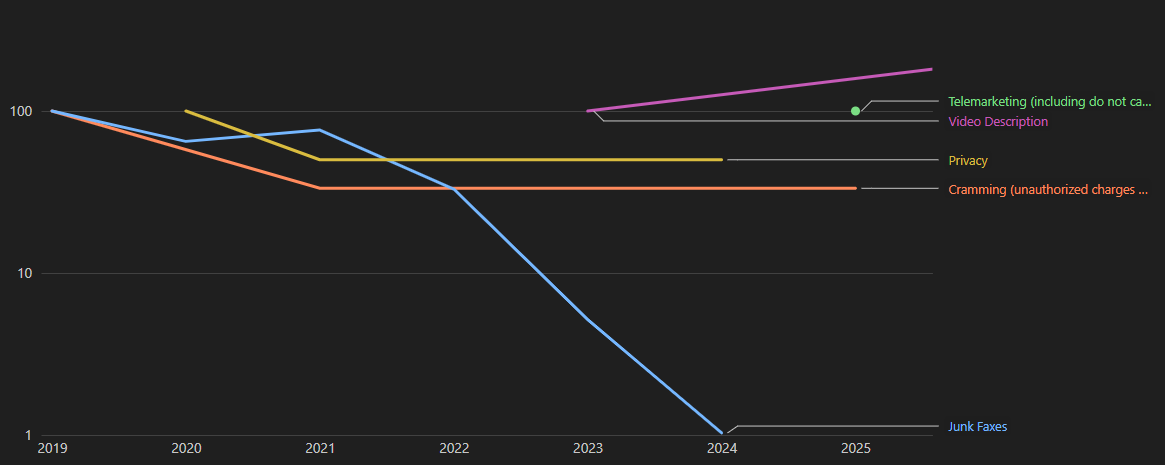 100
10
1
2019 2020 2021 2022 2023 2024 2025
Telemarketing (including do not ca...
Video Description
Privacy
Cramming (unauthorized charges ...
Junk Faxes